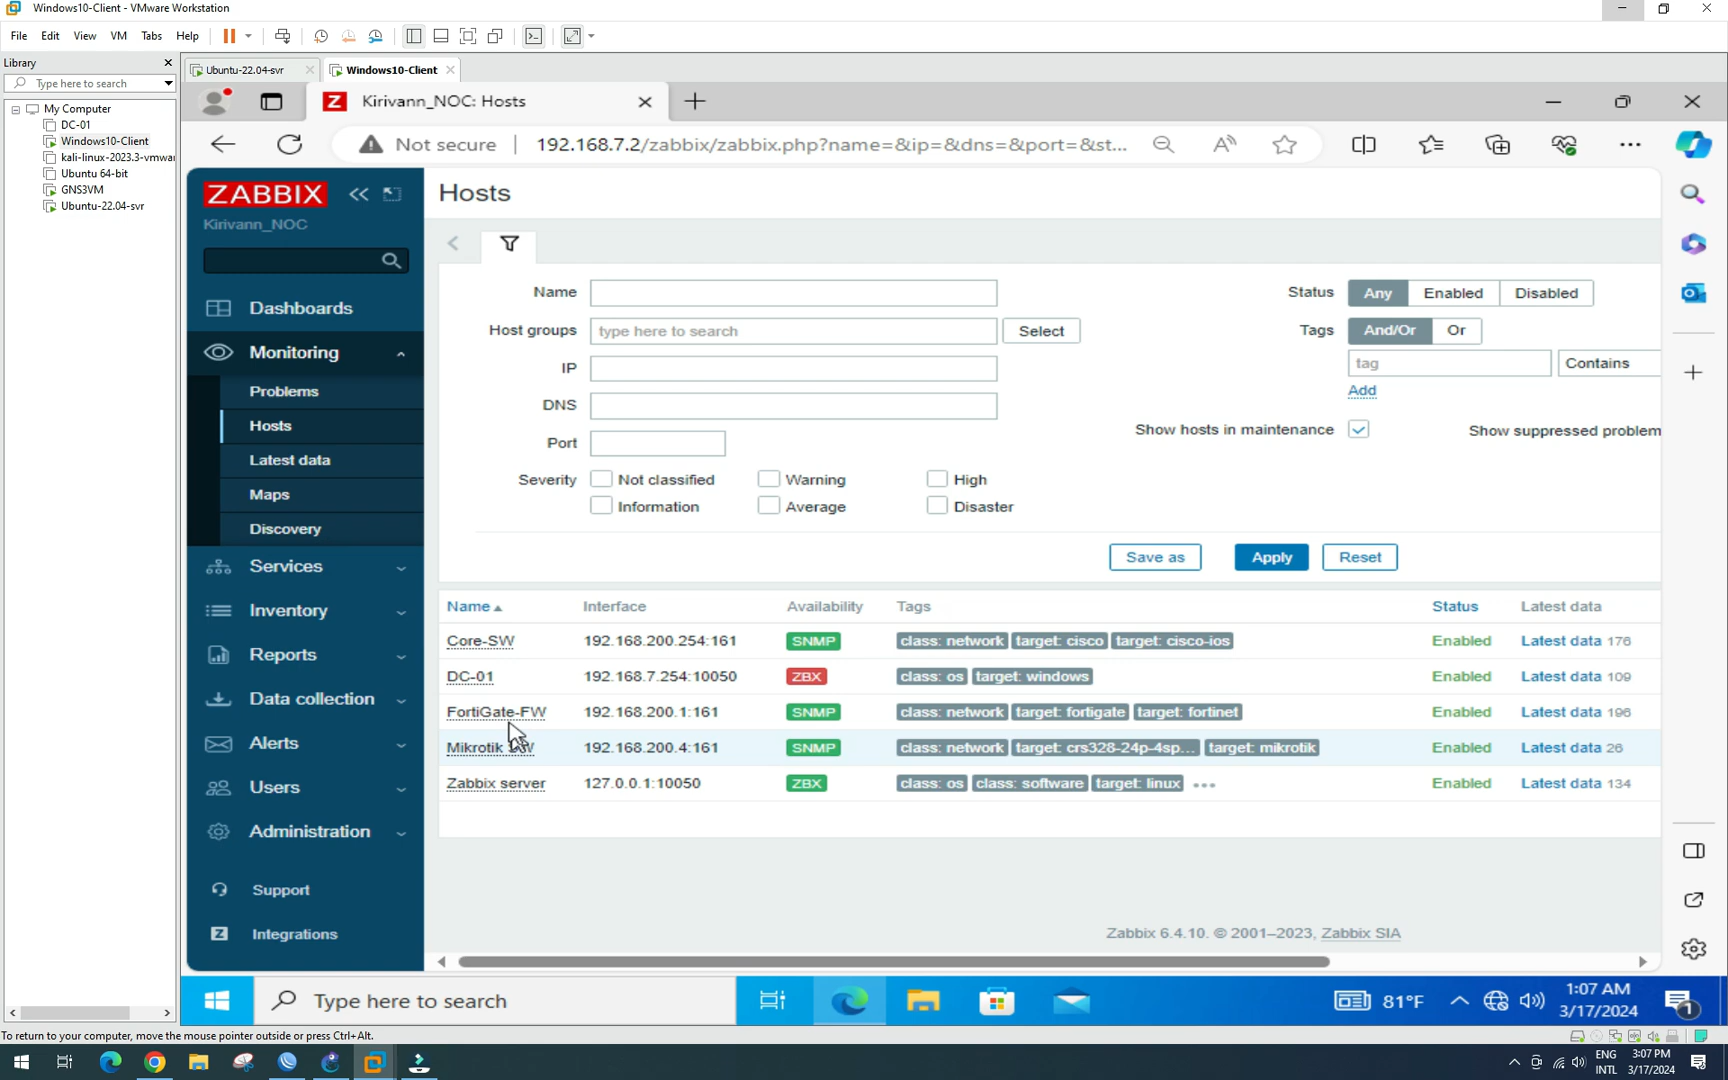 Windows10-Client - VMware Workstation
File Edit View VM Tabs Help
Library
Type here to search
My Computer
DC-01
Windows10-Client
kali-linux-2023.3-vmwar
Ubuntu 64-bit
GNS3VM
Ubuntu-22.04-svr
Ubuntu-22.04-svr Windows10-Client
Z Kirivann_NOC: Hosts
Not secure 192.168.7.2/zabbix/zabbix.php?name=&ip=&dns=&port=&st...
ZABBIX
Kirivann_NOC
Dashboards
Monitoring
Problems
Hosts
Latest data
Maps
Discovery
Services
Inventory
Reports
Data collection
Alerts
Users
Administration
Support
Z Integrations
Hosts
Name
Status Any Enabled Disabled
Host groups type here to search Select
Tags And/Or Or
IP
tag Contains
DNS
Add
Port
Show hosts in maintenance Show suppressed problem
Severity Not classified Warning High
Information Average Disaster
Save as Apply Reset
Name Interface Availability Tags Status Latest data
Core-SW 192.168.200.254:161 SNMP class: network target: cisco target: cisco-ios Enabled Latest data 176
DC-01 192.168.7.254:10050 ZBX class: os target: windows Enabled Latest data 109
FortiGate-FW 192.168.200.1:161 SNMP class: network target: fortigate target: fortinet Enabled Latest data 196
Mikrotik 192.168.200.4:161 SNMP class: network target: crs328-24p-4sp... target: mikrotik Enabled Latest data 26
Zabbix server 127.0.0.1:10050 ZBX class: os class: software target: linux ... Enabled Latest data 134
Zabbix 6.4.10. © 2001–2023, Zabbix SIA
Type here to search
81°F
1:07 AM
3/17/2024
1
To return to your computer, move the mouse pointer outside or press Ctrl+Alt.
ENG
INTL
3:07 PM
3/17/2024